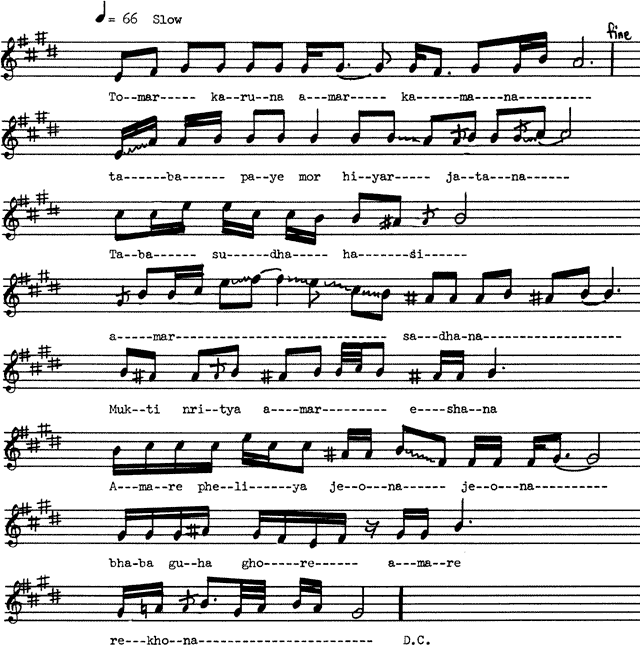 = 66 Slow
fine
To-mar----- ka--ru--na a--mar----- ka----ma---na-----------
ta------ba----- pa--ye mor hi--yar----- ja--ta--na------
Ta-ba----- su----dha----- ha------si------
a----mar---------------------------- sa--dha-na-------------------
Muk--ti nri--tya a----mar---------- e----sha--na
A---ma--re phe--li----ya je--o--na------ je--o--na----------
bha-ba gu--ha gho-----re------ a---ma--re
re--kho--na------------------------ D.C.